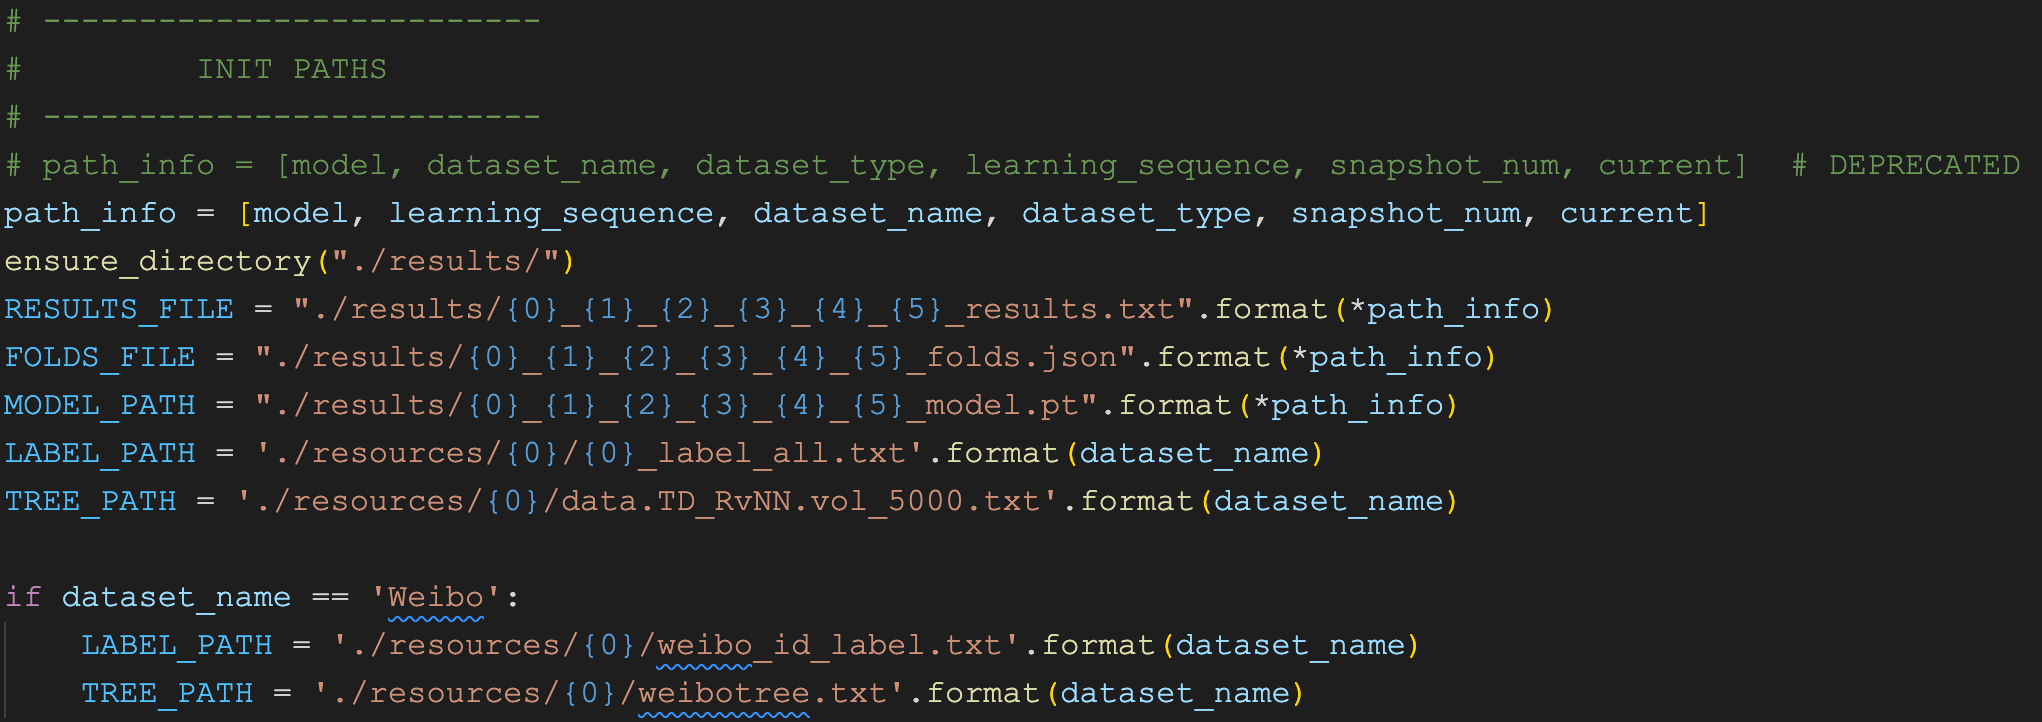 # --------------------------
#         INIT PATHS
# --------------------------
# path_info = [model, dataset_name, dataset_type, learning_sequence, snapshot_num, current]  # DEPRECATED
path_info = [model, learning_sequence, dataset_name, dataset_type, snapshot_num, current]
ensure_directory("./results/")
RESULTS_FILE = "./results/{0}_{1}_{2}_{3}_{4}_{5}_results.txt".format(*path_info)
FOLDS_FILE = "./results/{0}_{1}_{2}_{3}_{4}_{5}_folds.json".format(*path_info)
MODEL_PATH = "./results/{0}_{1}_{2}_{3}_{4}_{5}_model.pt".format(*path_info)
LABEL_PATH = './resources/{0}/{0}_label_all.txt'.format(dataset_name)
TREE_PATH = './resources/{0}/data.TD_RvNN.vol_5000.txt'.format(dataset_name)

if dataset_name == 'Weibo':
    LABEL_PATH = './resources/{0}/weibo_id_label.txt'.format(dataset_name)
    TREE_PATH = './resources/{0}/weibotree.txt'.format(dataset_name)